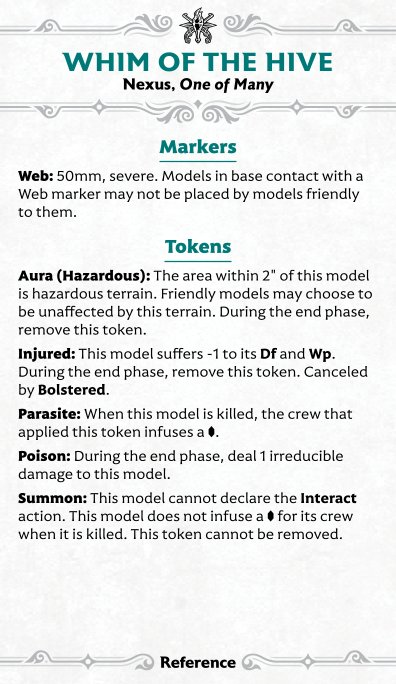 WHIM OF THE HIVE
Nexus, One of Many
Markers
Web: 50mm, severe. Models in base contact with a
Web marker may not be placed by models friendly
to them.
Tokens
Aura (Hazardous): The area within 2" of this model
is hazardous terrain. Friendly models may choose to
be unaffected by this terrain. During the end phase,
remove this token.
Injured: This model suffers -1 to its Df and Wp.
During the end phase, remove this token. Canceled
by Bolstered.
Parasite: When this model is killed, the crew that
applied this token infuses a ⬮.
Poison: During the end phase, deal 1 irreducible
damage to this model.
Summon: This model cannot declare the Interact
action. This model does not infuse a ⬮ for its crew
when it is killed. This token cannot be removed.
Reference